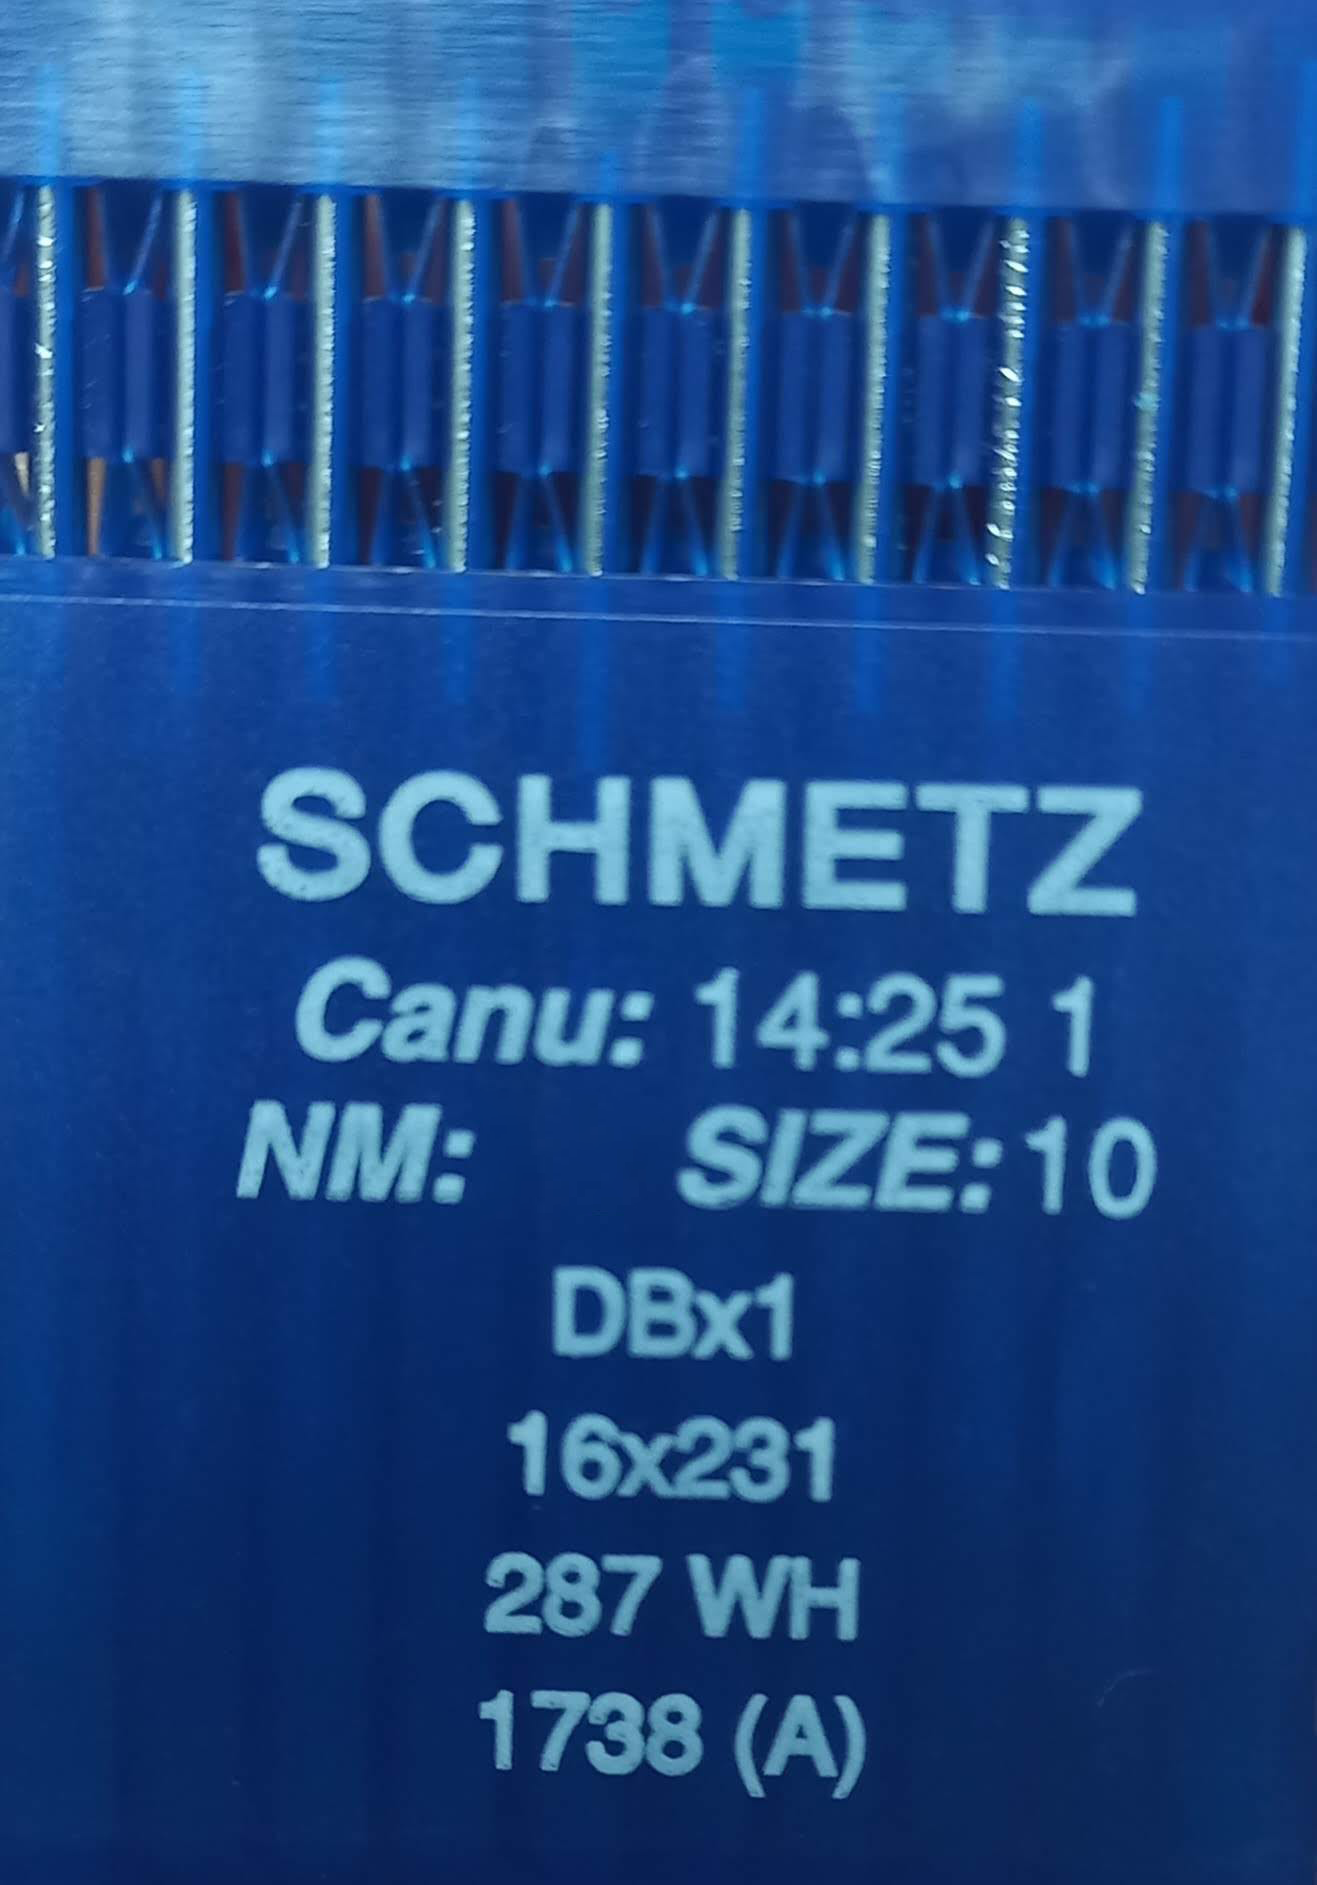 SCHMETZ
Canu: 14:25 1
NM: SIZE: 10
DBx1
16x231
287 WH
1738 (A)